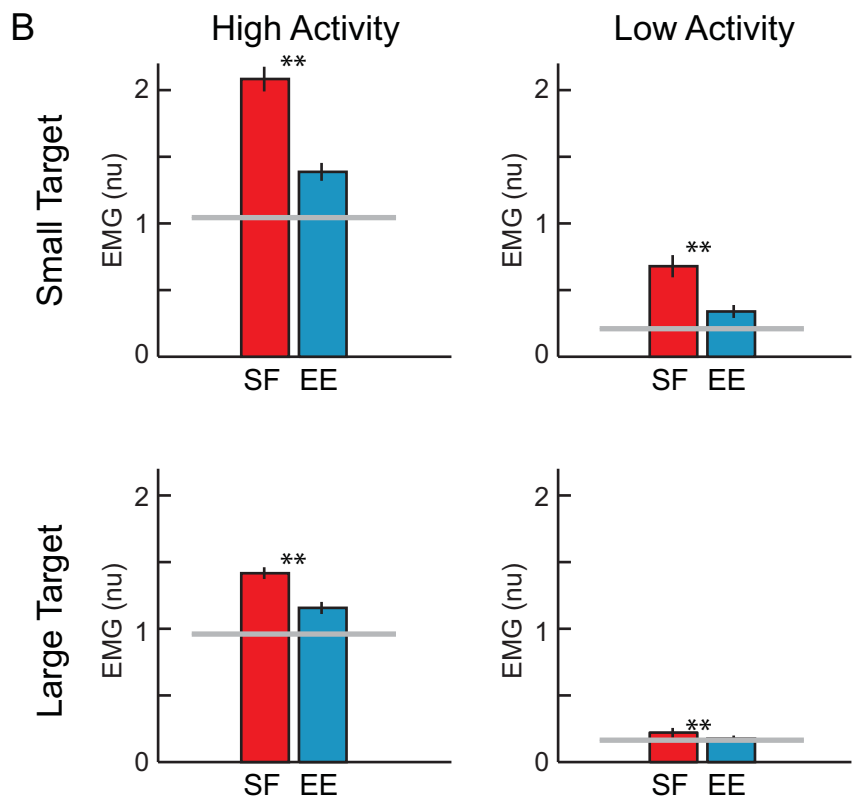 B
High Activity
Low Activity
Small Target
EMG (nu)
2
1
0
**
SF EE
EMG (nu)
2
1
0
**
SF EE
Large Target
EMG (nu)
2
1
0
**
SF EE
EMG (nu)
2
1
0
**
SF EE